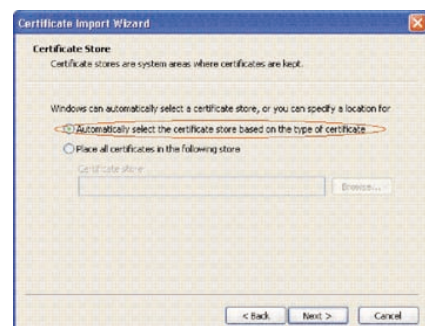 Certificate Import Wizard
Certificate Store
Certificate stores are system areas where certificates are kept.
Windows can automatically select a certificate store, or you can specify a location for
Automatically select the certificate store based on the type of certificate
Place all certificates in the following store
Certificate store:
Browse...
< Back
Next >
Cancel